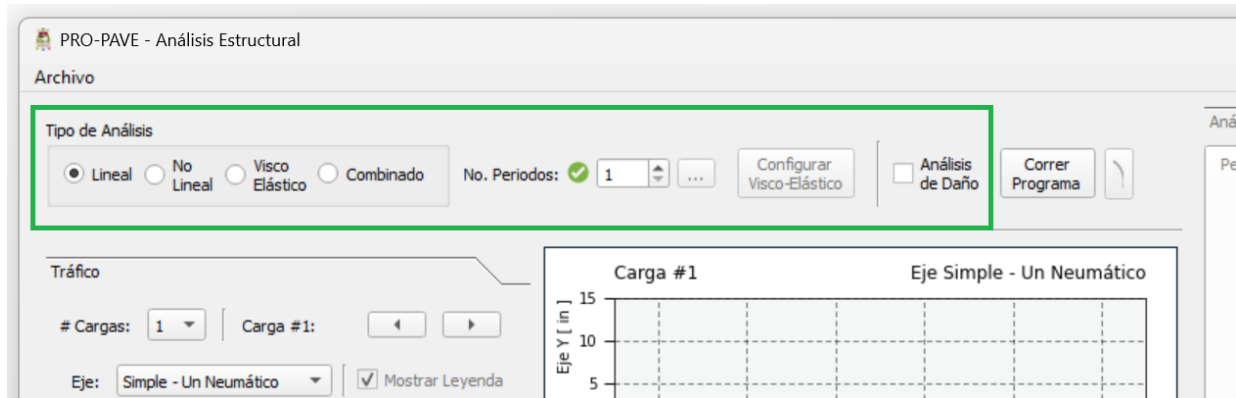 PRO-PAVE - Análisis Estructural
Archivo
Tipo de Análisis
Lineal
No
Lineal
Visco
Elástico
Combinado
No. Periodos:
1
...
Configurar
Visco-Elástico
Análisis
de Daño
Correr
Programa
Aná
Pe
Tráfico
# Cargas:
1
Carga #1:
Eje:
Simple - Un Neumático
Mostrar Leyenda
Carga #1
Eje Simple - Un Neumático
Eje Y [ in ]
15
10
5